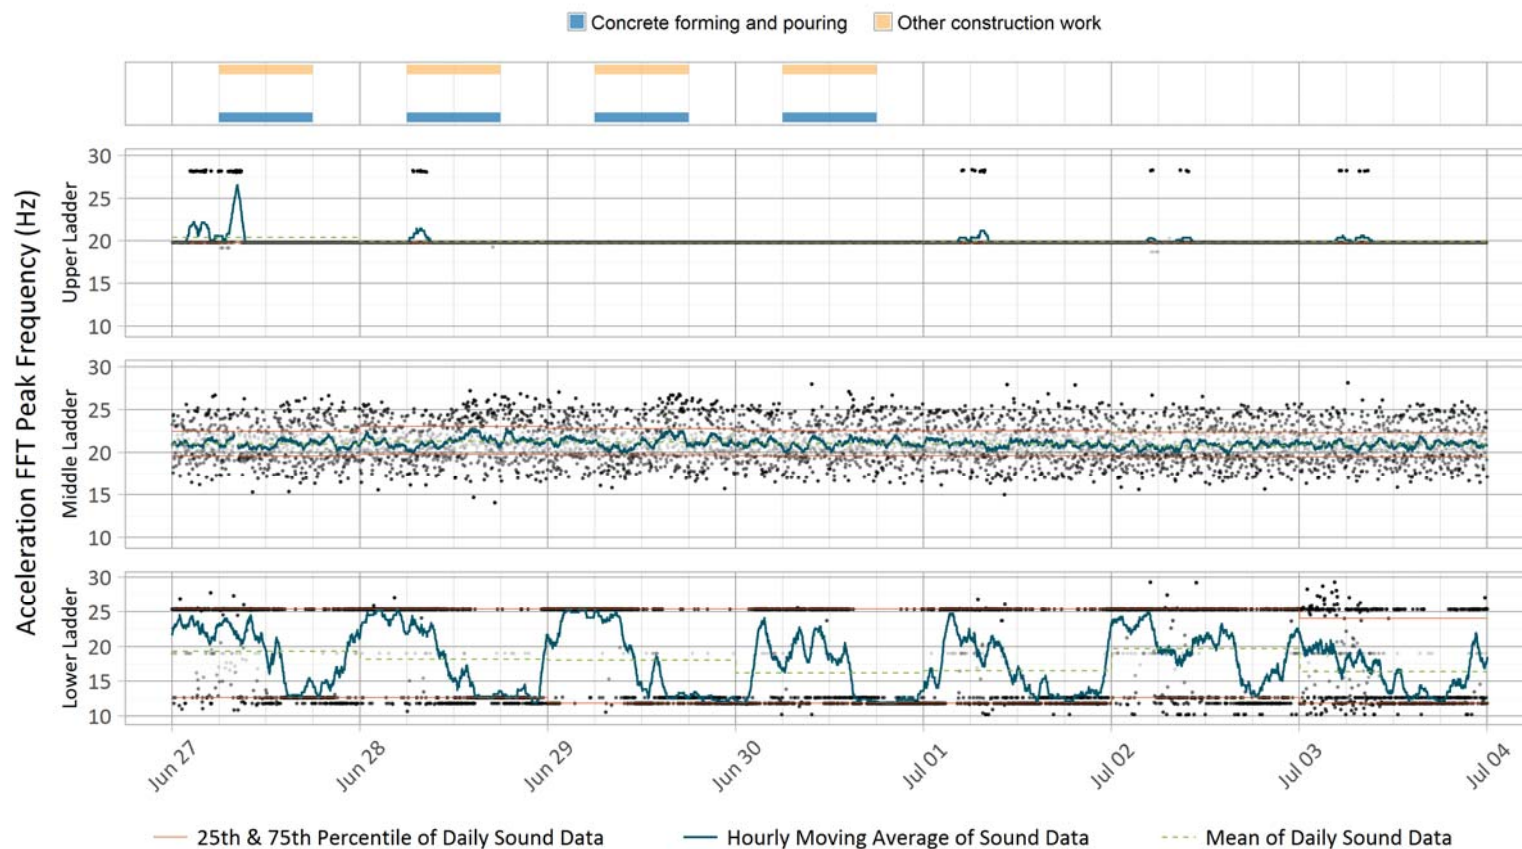 Concrete forming and pouring Other construction work
Acceleration FFT Peak Frequency (Hz)
Upper Ladder
30
25
20
15
10
Middle Ladder
30
25
20
15
10
Lower Ladder
30
25
20
15
10
Jun 27 Jun 28 Jun 29 Jun 30 Jul 01 Jul 02 Jul 03 Jul 04
25th & 75th Percentile of Daily Sound Data Hourly Moving Average of Sound Data Mean of Daily Sound Data